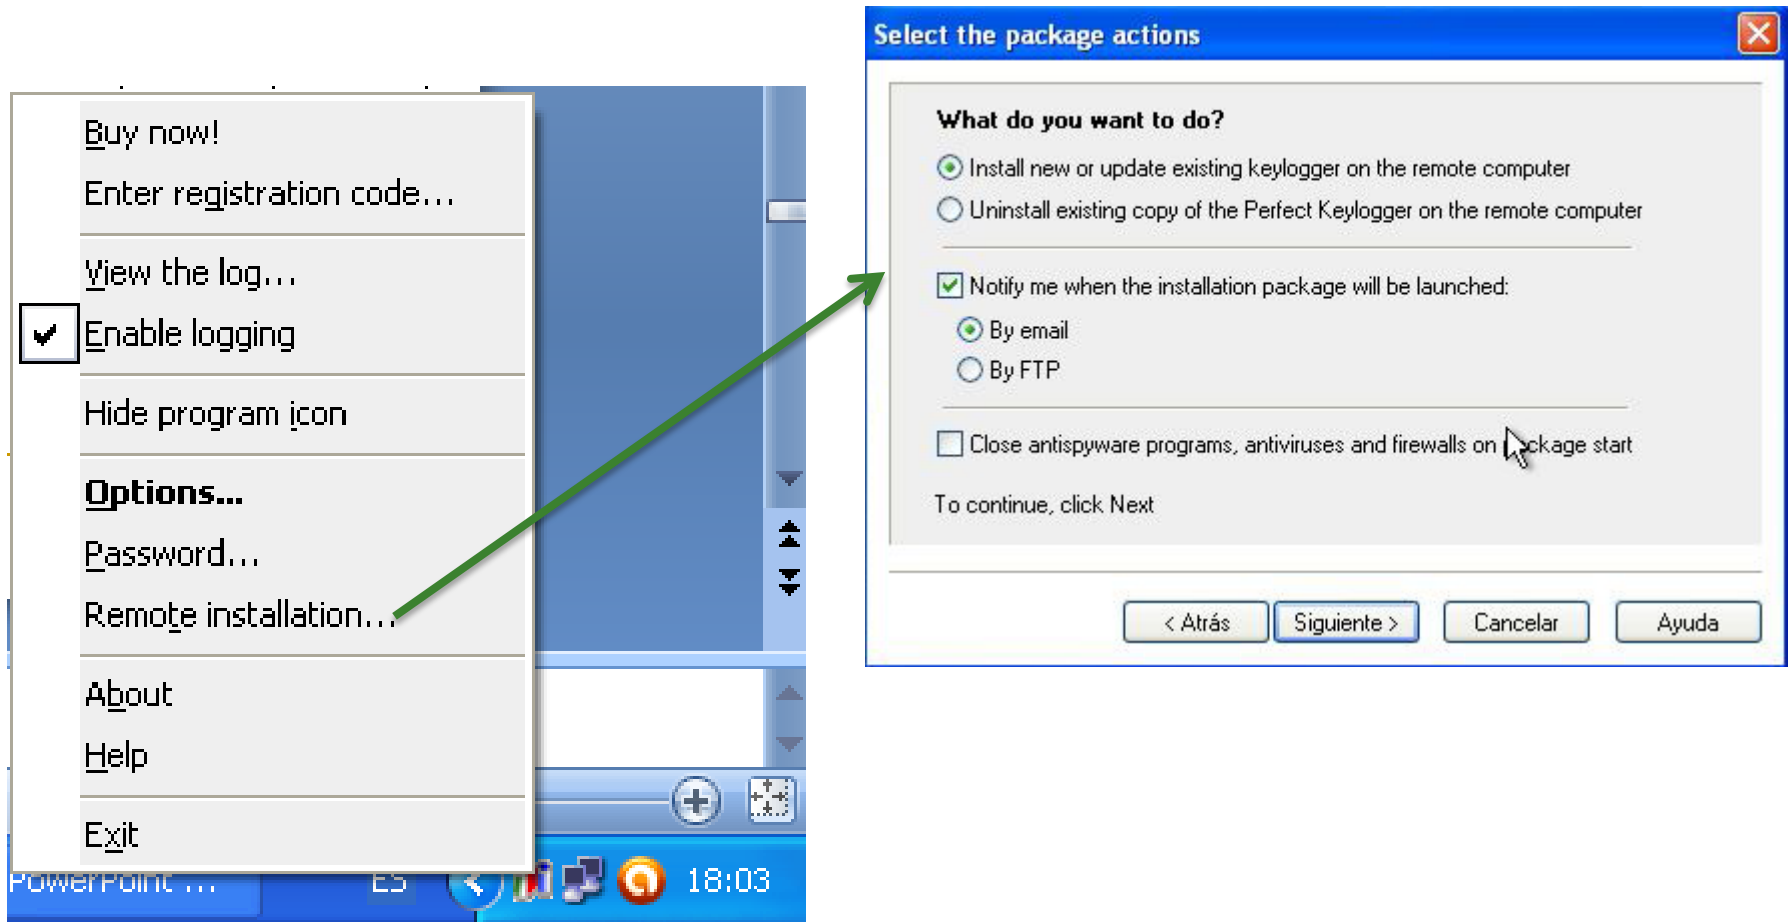 Buy now!
Enter registration code...
View the log...
Enable logging
Hide program icon
Options...
Password...
Remote installation...
About
Help
Exit
PowerPoint ...
ES
18:03
Select the package actions
What do you want to do?
Install new or update existing keylogger on the remote computer
Uninstall existing copy of the Perfect Keylogger on the remote computer
Notify me when the installation package will be launched:
By email
By FTP
Close antispyware programs, antiviruses and firewalls on package start
To continue, click Next
< Atrás
Siguiente >
Cancelar
Ayuda